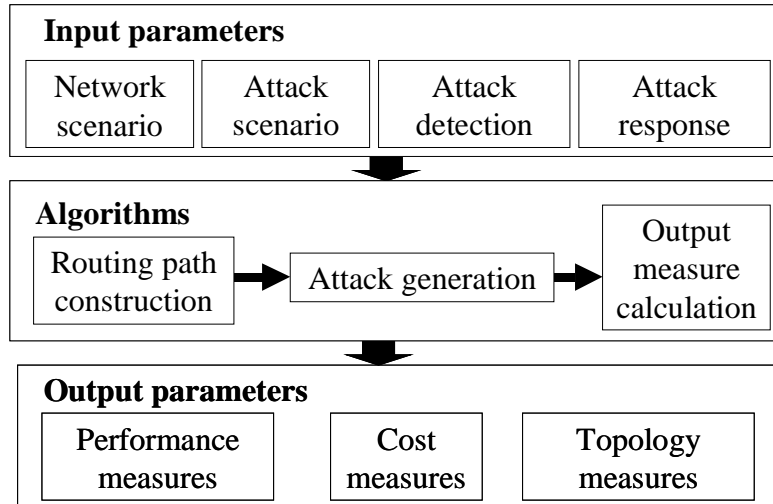 Input parameters
Network
scenario
Attack
scenario
Attack
detection
Attack
response
Algorithms
Routing path
construction
Attack generation
Output
measure
calculation
Output parameters
Performance
measures
Cost
measures
Topology
measures